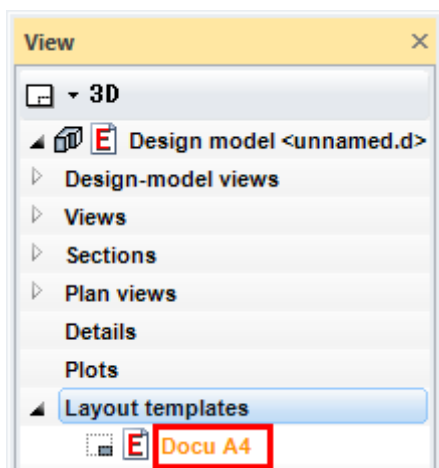 View
3D
E Design model <unnamed.d>
Design-model views
Views
Sections
Plan views
Details
Plots
Layout templates
E Docu A4